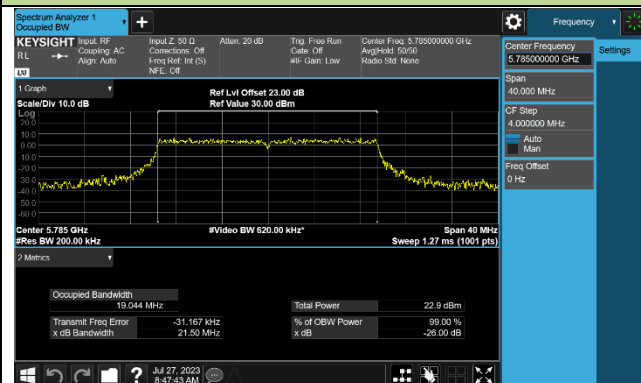 Spectrum Analyzer 1
Occupied BW
Frequency
KEYSIGHT
RL
LXI
Input: RF
Coupling: AC
Align: Auto
Input Z: 50 Ω
Corrections: Off
Freq Ref: Int (S)
NFE: Off
Atten: 20 dB
Trig: Free Run
Gate: Off
#IF Gain: Low
Center Freq: 5.785000000 GHz
Avg|Hold: 50/50
Radio Std: None
Center Frequency
5.785000000 GHz
Settings
Span
40.000 MHz
CF Step
4.000000 MHz
Auto
Man
Freq Offset
0 Hz
1 Graph
Scale/Div 10.0 dB
Ref Lvl Offset 23.00 dB
Ref Value 30.00 dBm
Log
20.0
10.0
0.00
-10.0
-20.0
-30.0
-40.0
-50.0
-60.0
Center 5.785 GHz
#Res BW 200.00 kHz
#Video BW 620.00 kHz*
Span 40 MHz
Sweep 1.27 ms (1001 pts)
2 Metrics
Occupied Bandwidth
19.044 MHz
Total Power 22.9 dBm
Transmit Freq Error -31.167 kHz
% of OBW Power 99.00 %
x dB Bandwidth 21.50 MHz
x dB -26.00 dB
?
Jul 27, 2023
8:47:43 AM